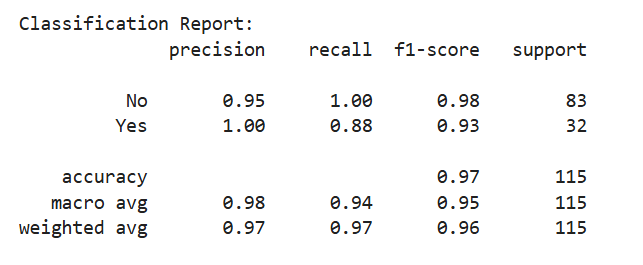 Classification Report:
precision recall f1-score support
No 0.95 1.00 0.98 83
Yes 1.00 0.88 0.93 32
accuracy 0.97 115
macro avg 0.98 0.94 0.95 115
weighted avg 0.97 0.97 0.96 115